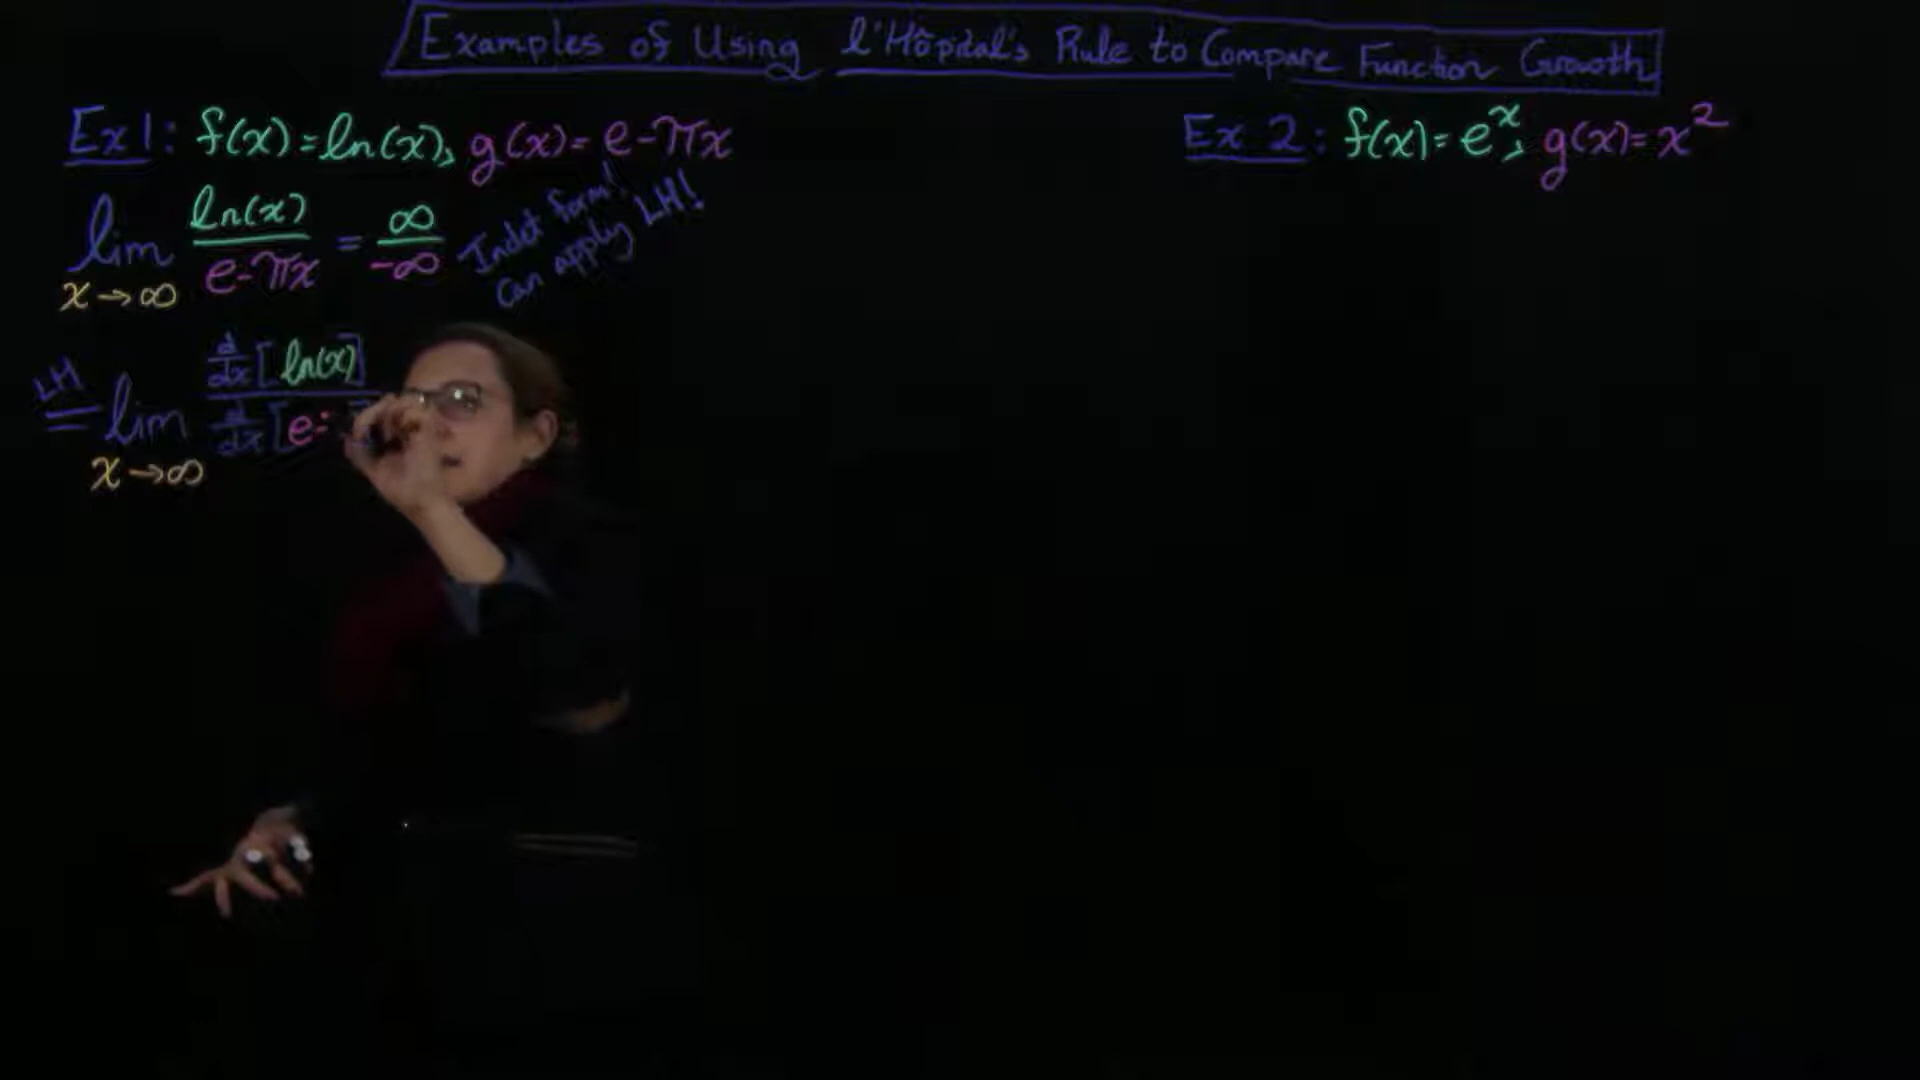 Examples of Using l'Hôpital's Rule to Compare Function Growth
Ex 1: f(x)=ln(x), g(x)= e-πx
lim x→∞ ln(x)/e-πx = ∞/-∞ Indet form! Can apply LH!
LH = lim x→∞ d/dx[ln(x)] / d/dx[e-
Ex 2: f(x)= e^x, g(x)= x^2